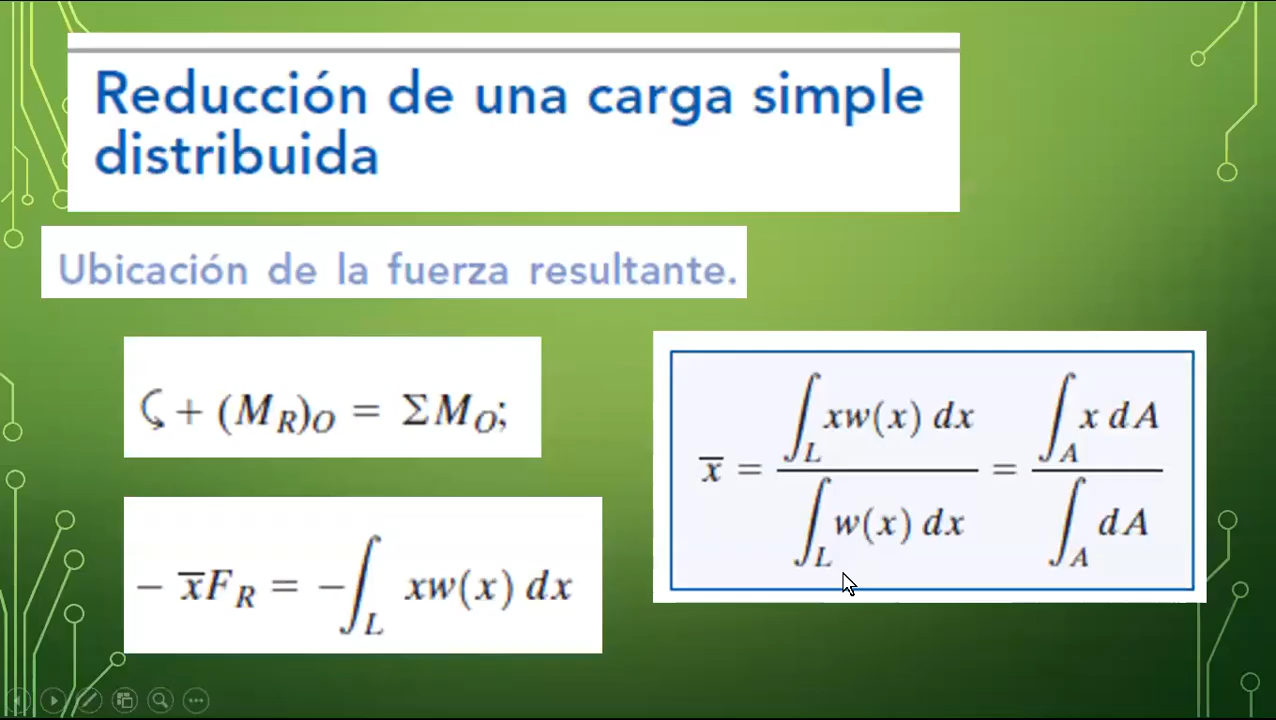 Reducción de una carga simple
distribuida
Ubicación de la fuerza resultante.
↺ + (M_R)_O = ΣM_O;
− x̅F_R = −∫_L xw(x) dx
x̅ = ∫_L xw(x) dx / ∫_L w(x) dx = ∫_A x dA / ∫_A dA